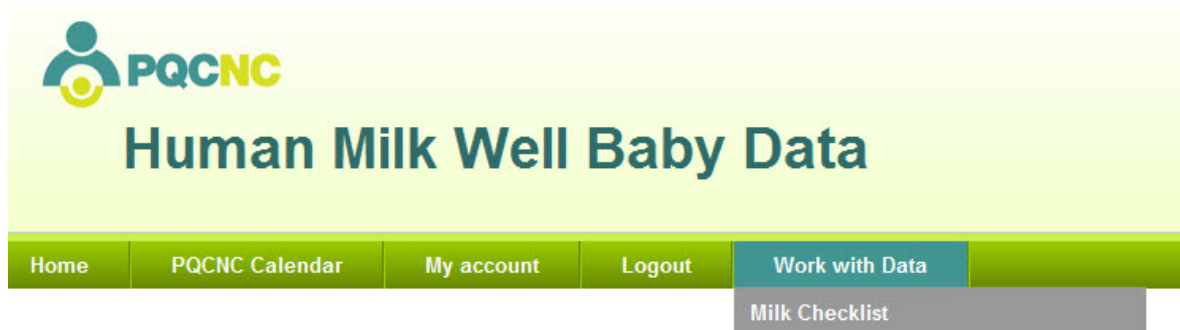 PQCNC
Human Milk Well Baby Data
Home PQCNC Calendar My account Logout Work with Data
Milk Checklist